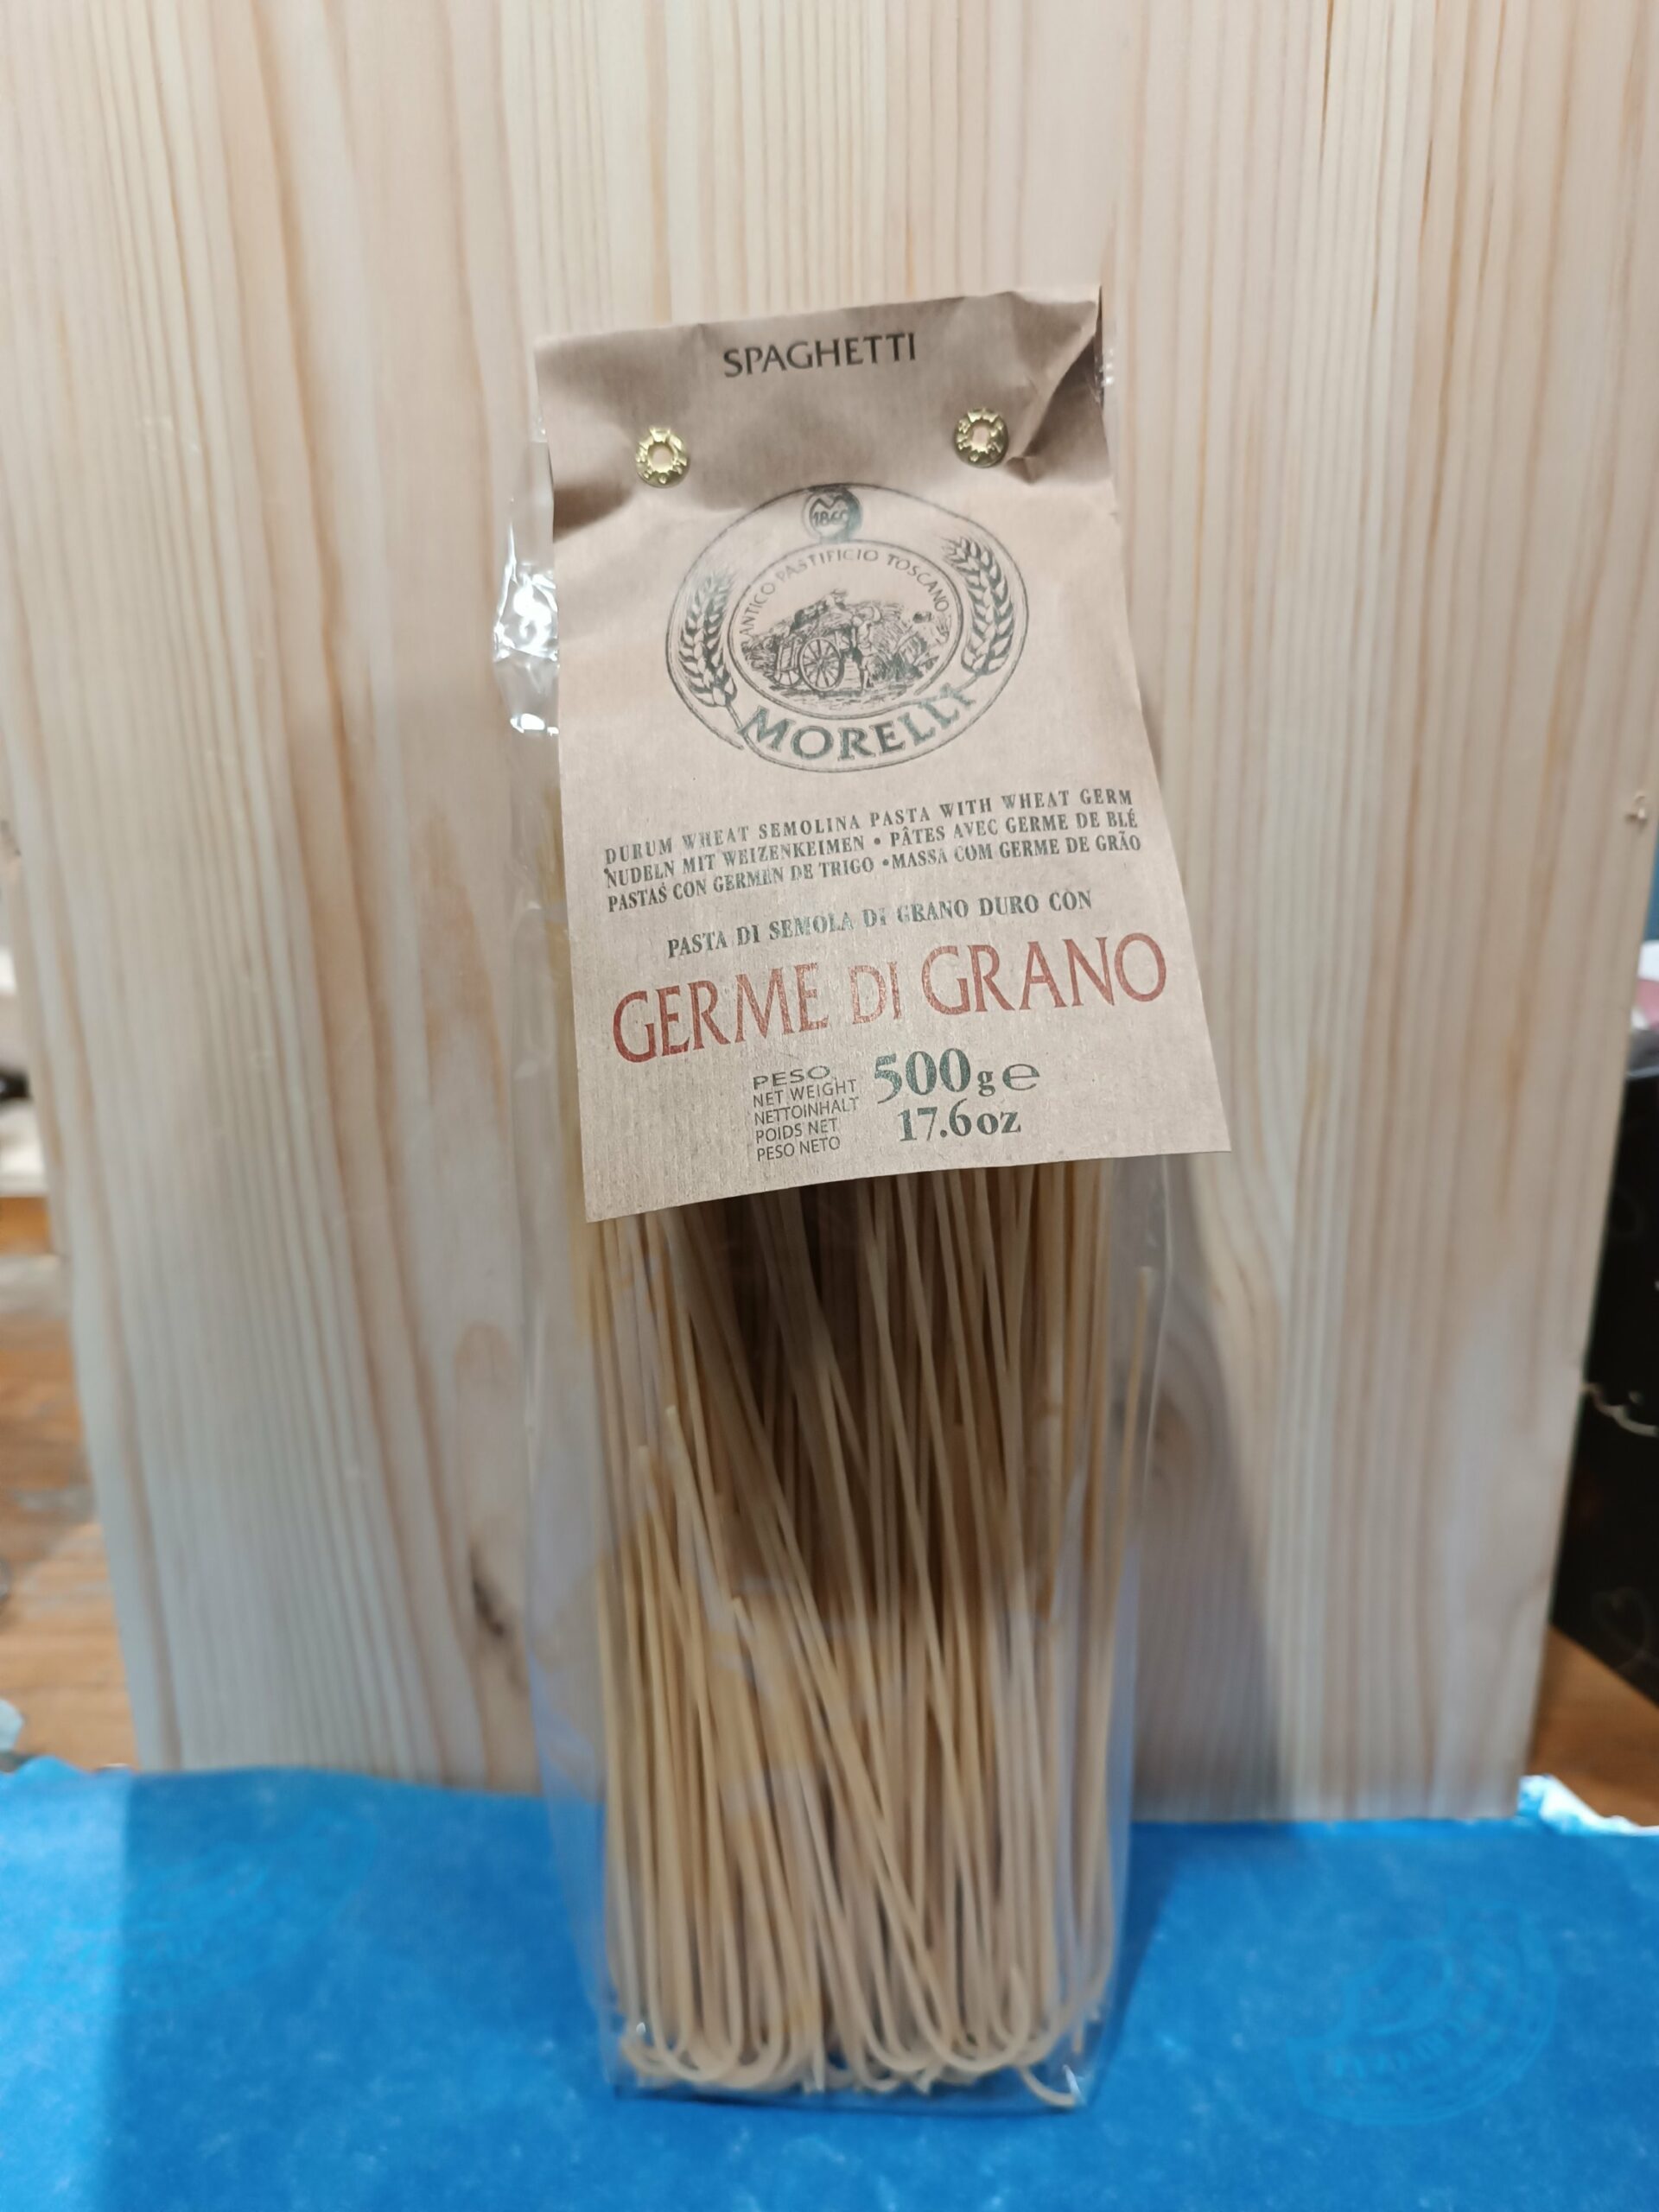 SPAGHETTI
M
1860
ANTICO PASTIFICIO TOSCANO
MORELLI
DURUM WHEAT SEMOLINA PASTA WITH WHEAT GERM
NUDELN MIT WEIZENKEIMEN • PÂTES AVEC GERME DE BLÉ
PASTAS CON GERMEN DE TRIGO • MASSA COM GERME DE GRÃO
PASTA DI SEMOLA DI GRANO DURO CON
GERME DI GRANO
PESO
NET WEIGHT
NETTOINHALT
POIDS NET
PESO NETO
500g e
17.6oz